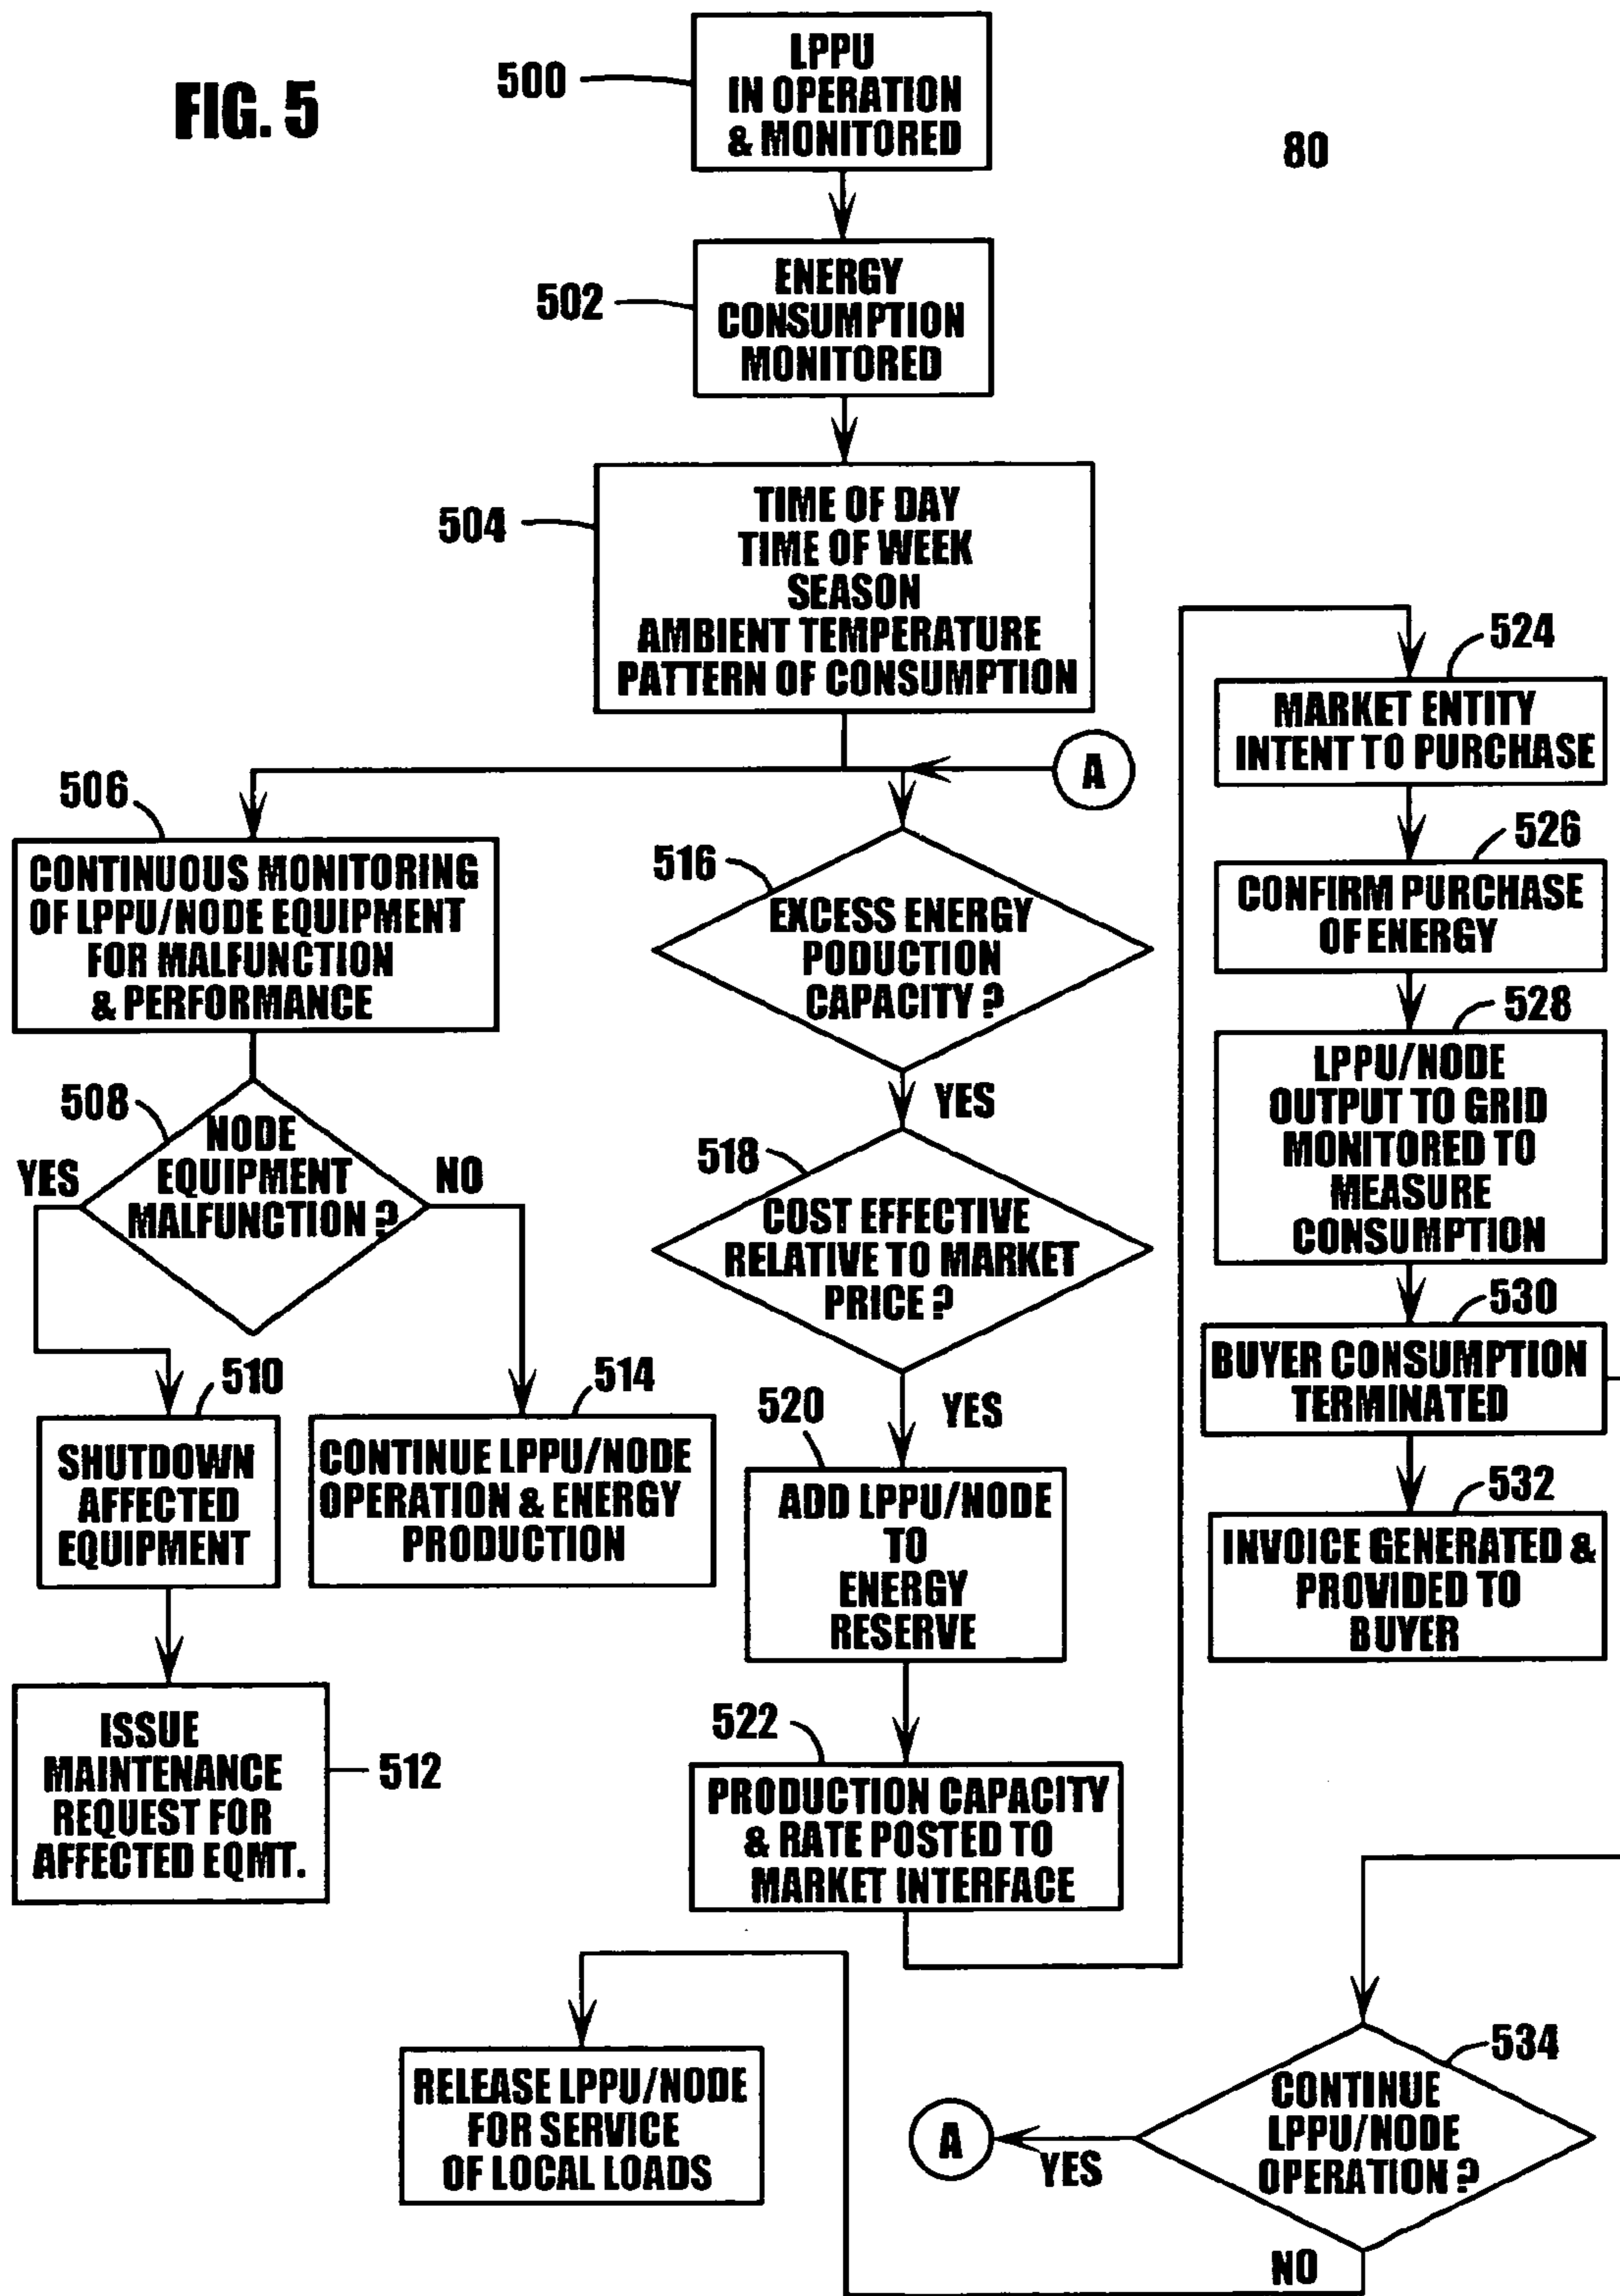 FIG. 5
500
LPPU
IN OPERATION
& MONITORED
80
502
ENERGY
CONSUMPTION
MONITORED
504
TIME OF DAY
TIME OF WEEK
SEASON
AMBIENT TEMPERATURE
PATTERN OF CONSUMPTION
A
506
CONTINUOUS MONITORING
OF LPPU/NODE EQUIPMENT
FOR MALFUNCTION
& PERFORMANCE
508
NODE
EQUIPMENT
MALFUNCTION ?
YES
NO
510
SHUTDOWN
AFFECTED
EQUIPMENT
514
CONTINUE LPPU/NODE
OPERATION & ENERGY
PRODUCTION
ISSUE
MAINTENANCE
REQUEST FOR
AFFECTED EQMT.
512
516
EXCESS ENERGY
PODUCTION
CAPACITY ?
YES
518
COST EFFECTIVE
RELATIVE TO MARKET
PRICE ?
YES
520
ADD LPPU/NODE
TO
ENERGY
RESERVE
522
PRODUCTION CAPACITY
& RATE POSTED TO
MARKET INTERFACE
524
MARKET ENTITY
INTENT TO PURCHASE
526
CONFIRM PURCHASE
OF ENERGY
528
LPPU/NODE
OUTPUT TO GRID
MONITORED TO
MEASURE
CONSUMPTION
530
BUYER CONSUMPTION
TERMINATED
532
INVOICE GENERATED &
PROVIDED TO
BUYER
534
CONTINUE
LPPU/NODE
OPERATION ?
A
YES
NO
RELEASE LPPU/NODE
FOR SERVICE
OF LOCAL LOADS